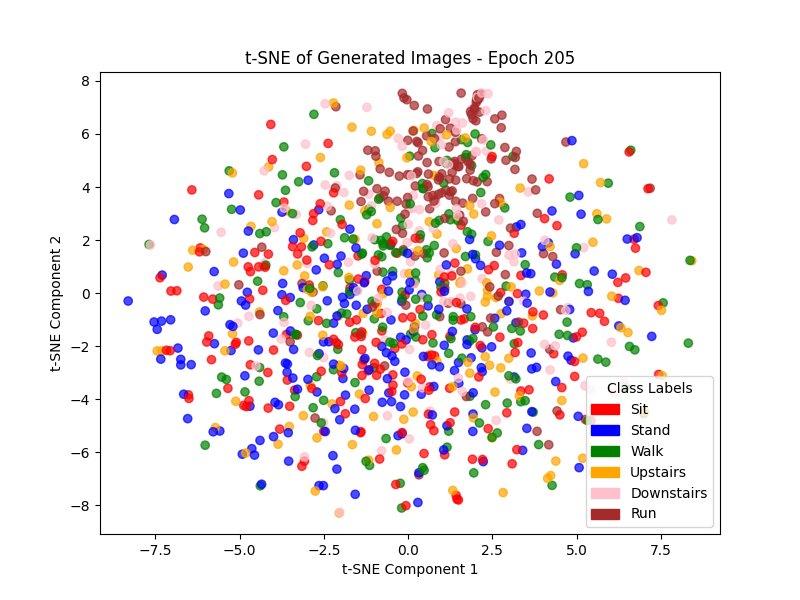 t-SNE of Generated Images - Epoch 205
t-SNE Component 2
8
6
4
2
0
−2
−4
−6
−8
−7.5
−5.0
−2.5
0.0
2.5
5.0
7.5
t-SNE Component 1
Class Labels
Sit
Stand
Walk
Upstairs
Downstairs
Run